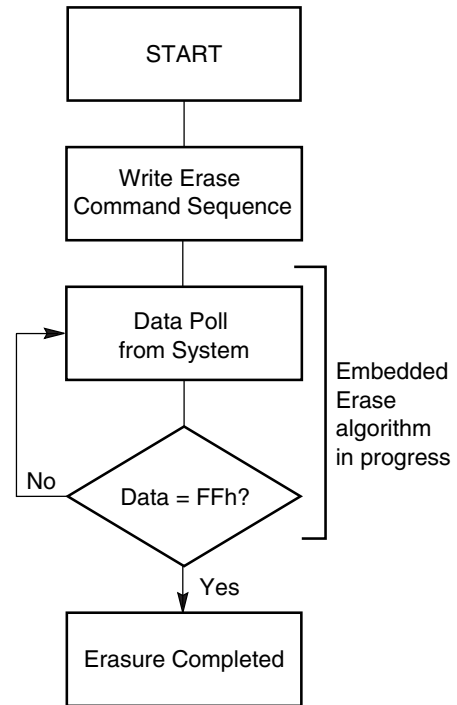 START
Write Erase
Command Sequence
Data Poll
from System
Embedded
Erase
algorithm
in progress
No
Data = FFh?
Yes
Erasure Completed